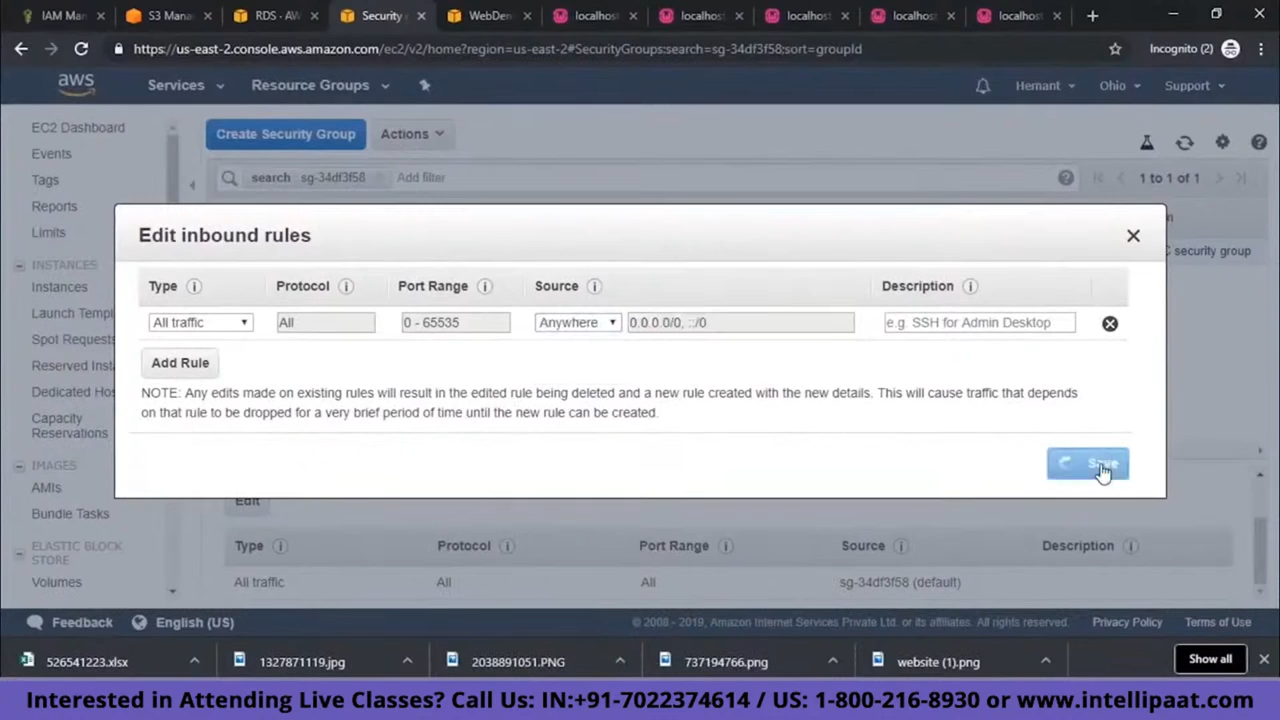 IAM Mana
S3 Mana
RDS - AW
Security
WebDem
localhos
localhos
localhos
localhos
localhos
https://us-east-2.console.aws.amazon.com/ec2/v2/home?region=us-east-2#SecurityGroups:search=sg-34df3f58;sort=groupId
Incognito (2)
aws
Services
Resource Groups
Hemant
Ohio
Support
EC2 Dashboard
Events
Tags
Reports
Limits
INSTANCES
Instances
Launch Templ
Spot Requests
Reserved Inst
Dedicated Hos
Capacity
Reservations
IMAGES
AMIs
Bundle Tasks
ELASTIC BLOCK
STORE
Volumes
Create Security Group
Actions
search sg-34df3f58 Add filter
1 to 1 of 1
security group
Edit inbound rules
Type Protocol Port Range Source Description
All traffic All 0 - 65535 Anywhere 0.0.0.0/0, ::/0 e.g. SSH for Admin Desktop
Add Rule
NOTE: Any edits made on existing rules will result in the edited rule being deleted and a new rule created with the new details. This will cause traffic that depends
on that rule to be dropped for a very brief period of time until the new rule can be created.
Save
Edit
Type Protocol Port Range Source Description
All traffic All All sg-34df3f58 (default)
Feedback English (US) © 2008 - 2019, Amazon Internet Services Private Ltd. or its affiliates. All rights reserved. Privacy Policy Terms of Use
526541223.xlsx 1327871119.jpg 2038891051.PNG 737194766.png website (1).png Show all
Interested in Attending Live Classes? Call Us: IN:+91-7022374614 / US: 1-800-216-8930 or www.intellipaat.com